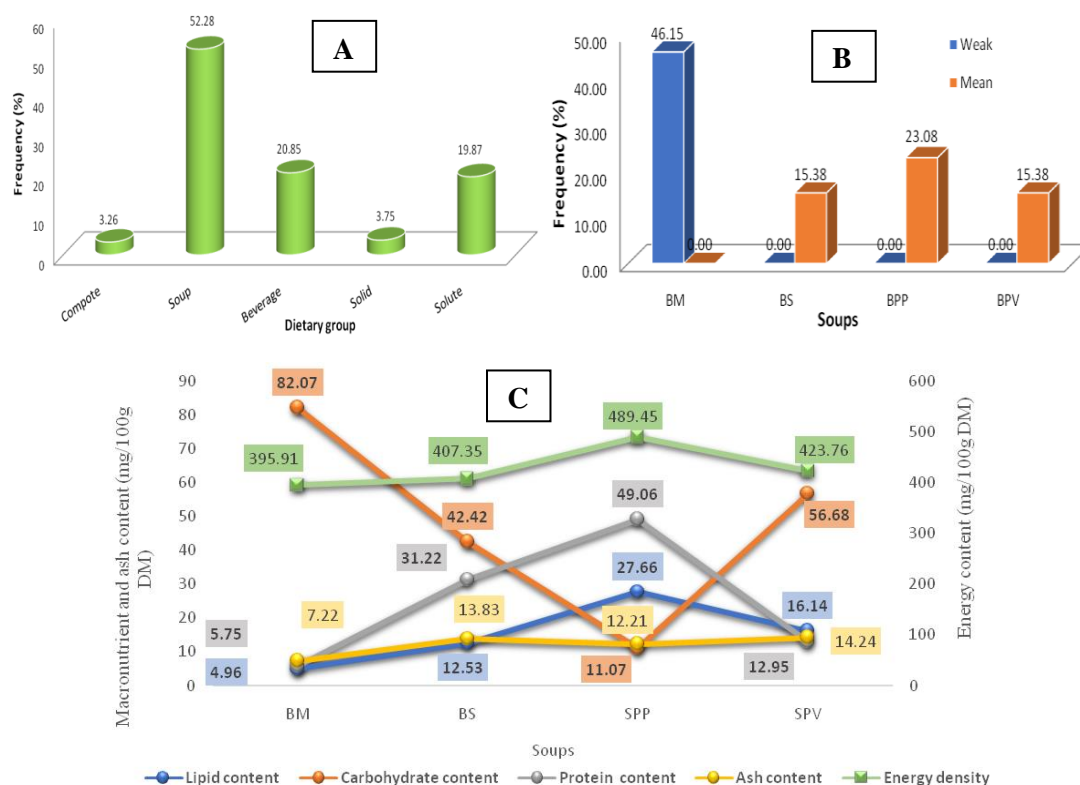 A
Frequency (%)
60
50
40
30
20
10
0
3.26
52.28
20.85
3.75
19.87
Compote
Soup
Beverage
Solid
Solute
Dietary group
B
Weak
Mean
Frequency (%)
50.00
40.00
30.00
20.00
10.00
0.00
46.15
0.00
0.00
15.38
0.00
23.08
0.00
15.38
BM
BS
BPP
BPV
Soups
C
Macronutrient and ash content (mg/100g
DM)
90
80
70
60
50
40
30
20
10
0
Energy content (mg/100g DM)
600
500
400
300
200
100
0
82.07
395.91
407.35
489.45
423.76
42.42
49.06
56.68
31.22
27.66
7.22
13.83
12.21
16.14
5.75
4.96
12.53
11.07
12.95
14.24
BM
BS
SPP
SPV
Soups
Lipid content
Carbohydrate content
Protein content
Ash content
Energy density